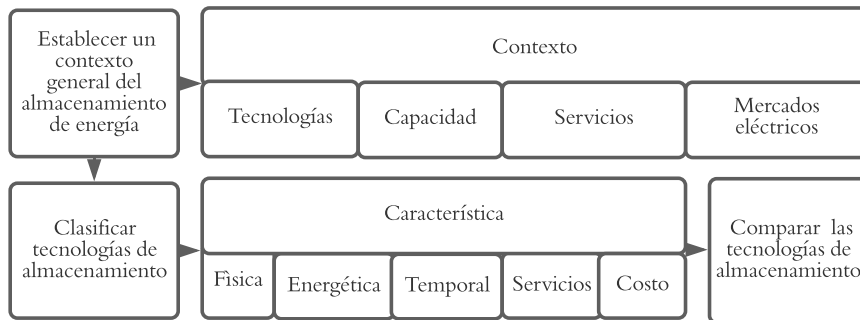 Establecer un
contexto
general del
almacenamiento
de energía
Contexto
Tecnologías
Capacidad
Servicios
Mercados
eléctricos
Clasificar
tecnologías de
almacenamiento
Característica
Fìsica
Energética
Temporal
Servicios
Costo
Comparar las
tecnologías de
almacenamiento